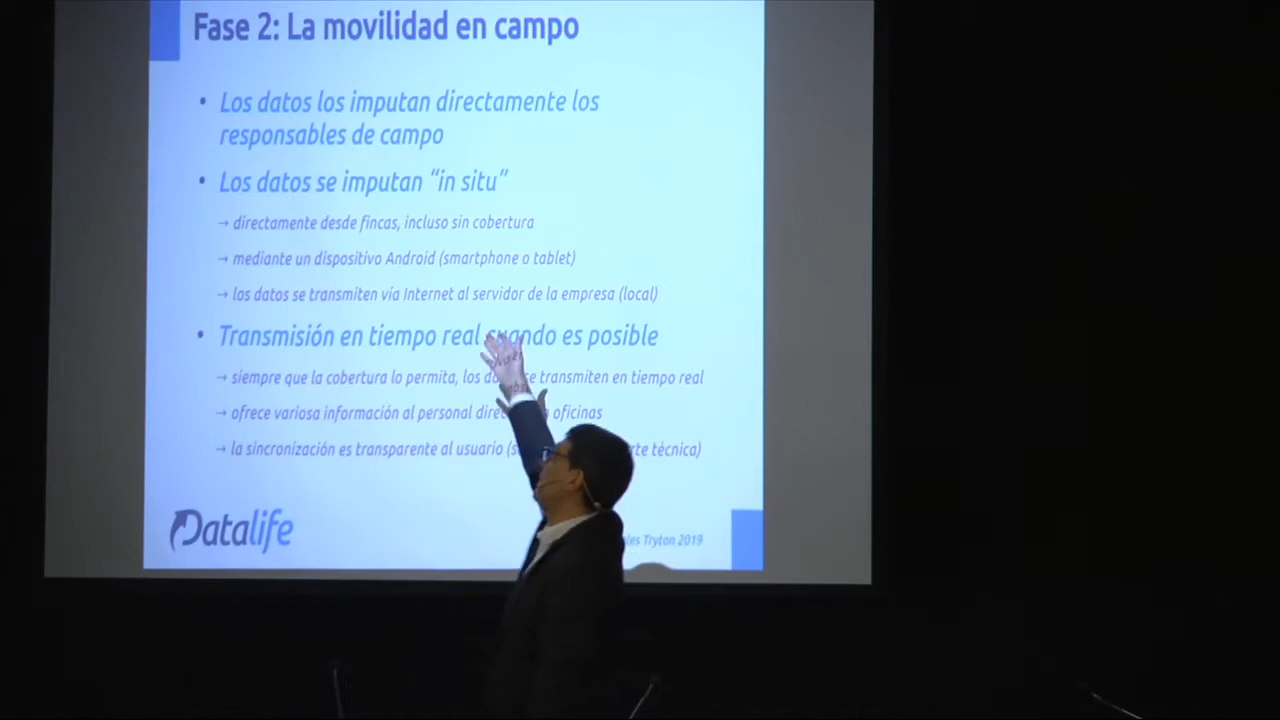 Fase 2: La movilidad en campo
• Los datos los imputan directamente los
responsables de campo
• Los datos se imputan “in situ”
→ directamente desde fincas, incluso sin cobertura
→ mediante un dispositivo Android (smartphone o tablet)
→ los datos se transmiten vía Internet al servidor de la empresa (local)
• Transmisión en tiempo real cuando es posible
→ siempre que la cobertura lo permita, los se transmiten en tiempo real
→ ofrece variosa información al personal oficinas
→ la sincronización es transparente al usuario técnica)
Datalife
Tryton 2019